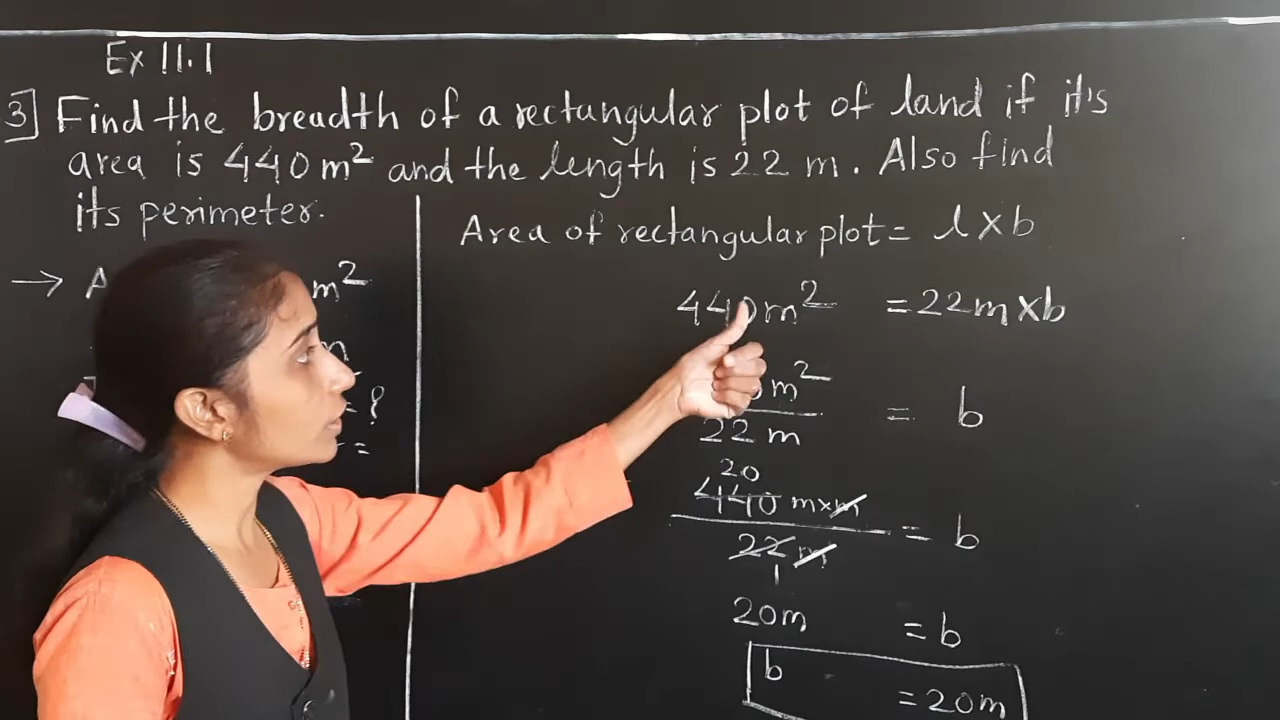 Ex 11.1
3] Find the breadth of a rectangular plot of land if it's
area is 440 m² and the length is 22 m. Also find
its perimeter.
→ A m²
= ?
=
Area of rectangular plot = l × b
440 m² = 22m × b
m² / 22 m = b
20
440 m×m / 22 m = b
1
20m = b
b = 20m